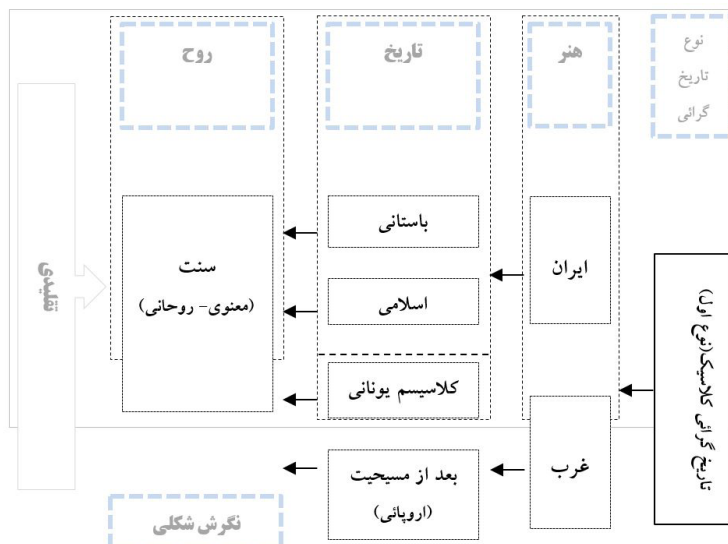 نوع
تاریخ
گرائی
هنر
تاریخ
روح
تاریخ گرائی کلاسیک(نوع اول)
ایران
غرب
باستانی
اسلامی
کلاسیسم یونانی
بعد از مسیحیت
(اروپائی)
سنت
(معنوی- روحانی)
تقلیدی
نگرش شکلی